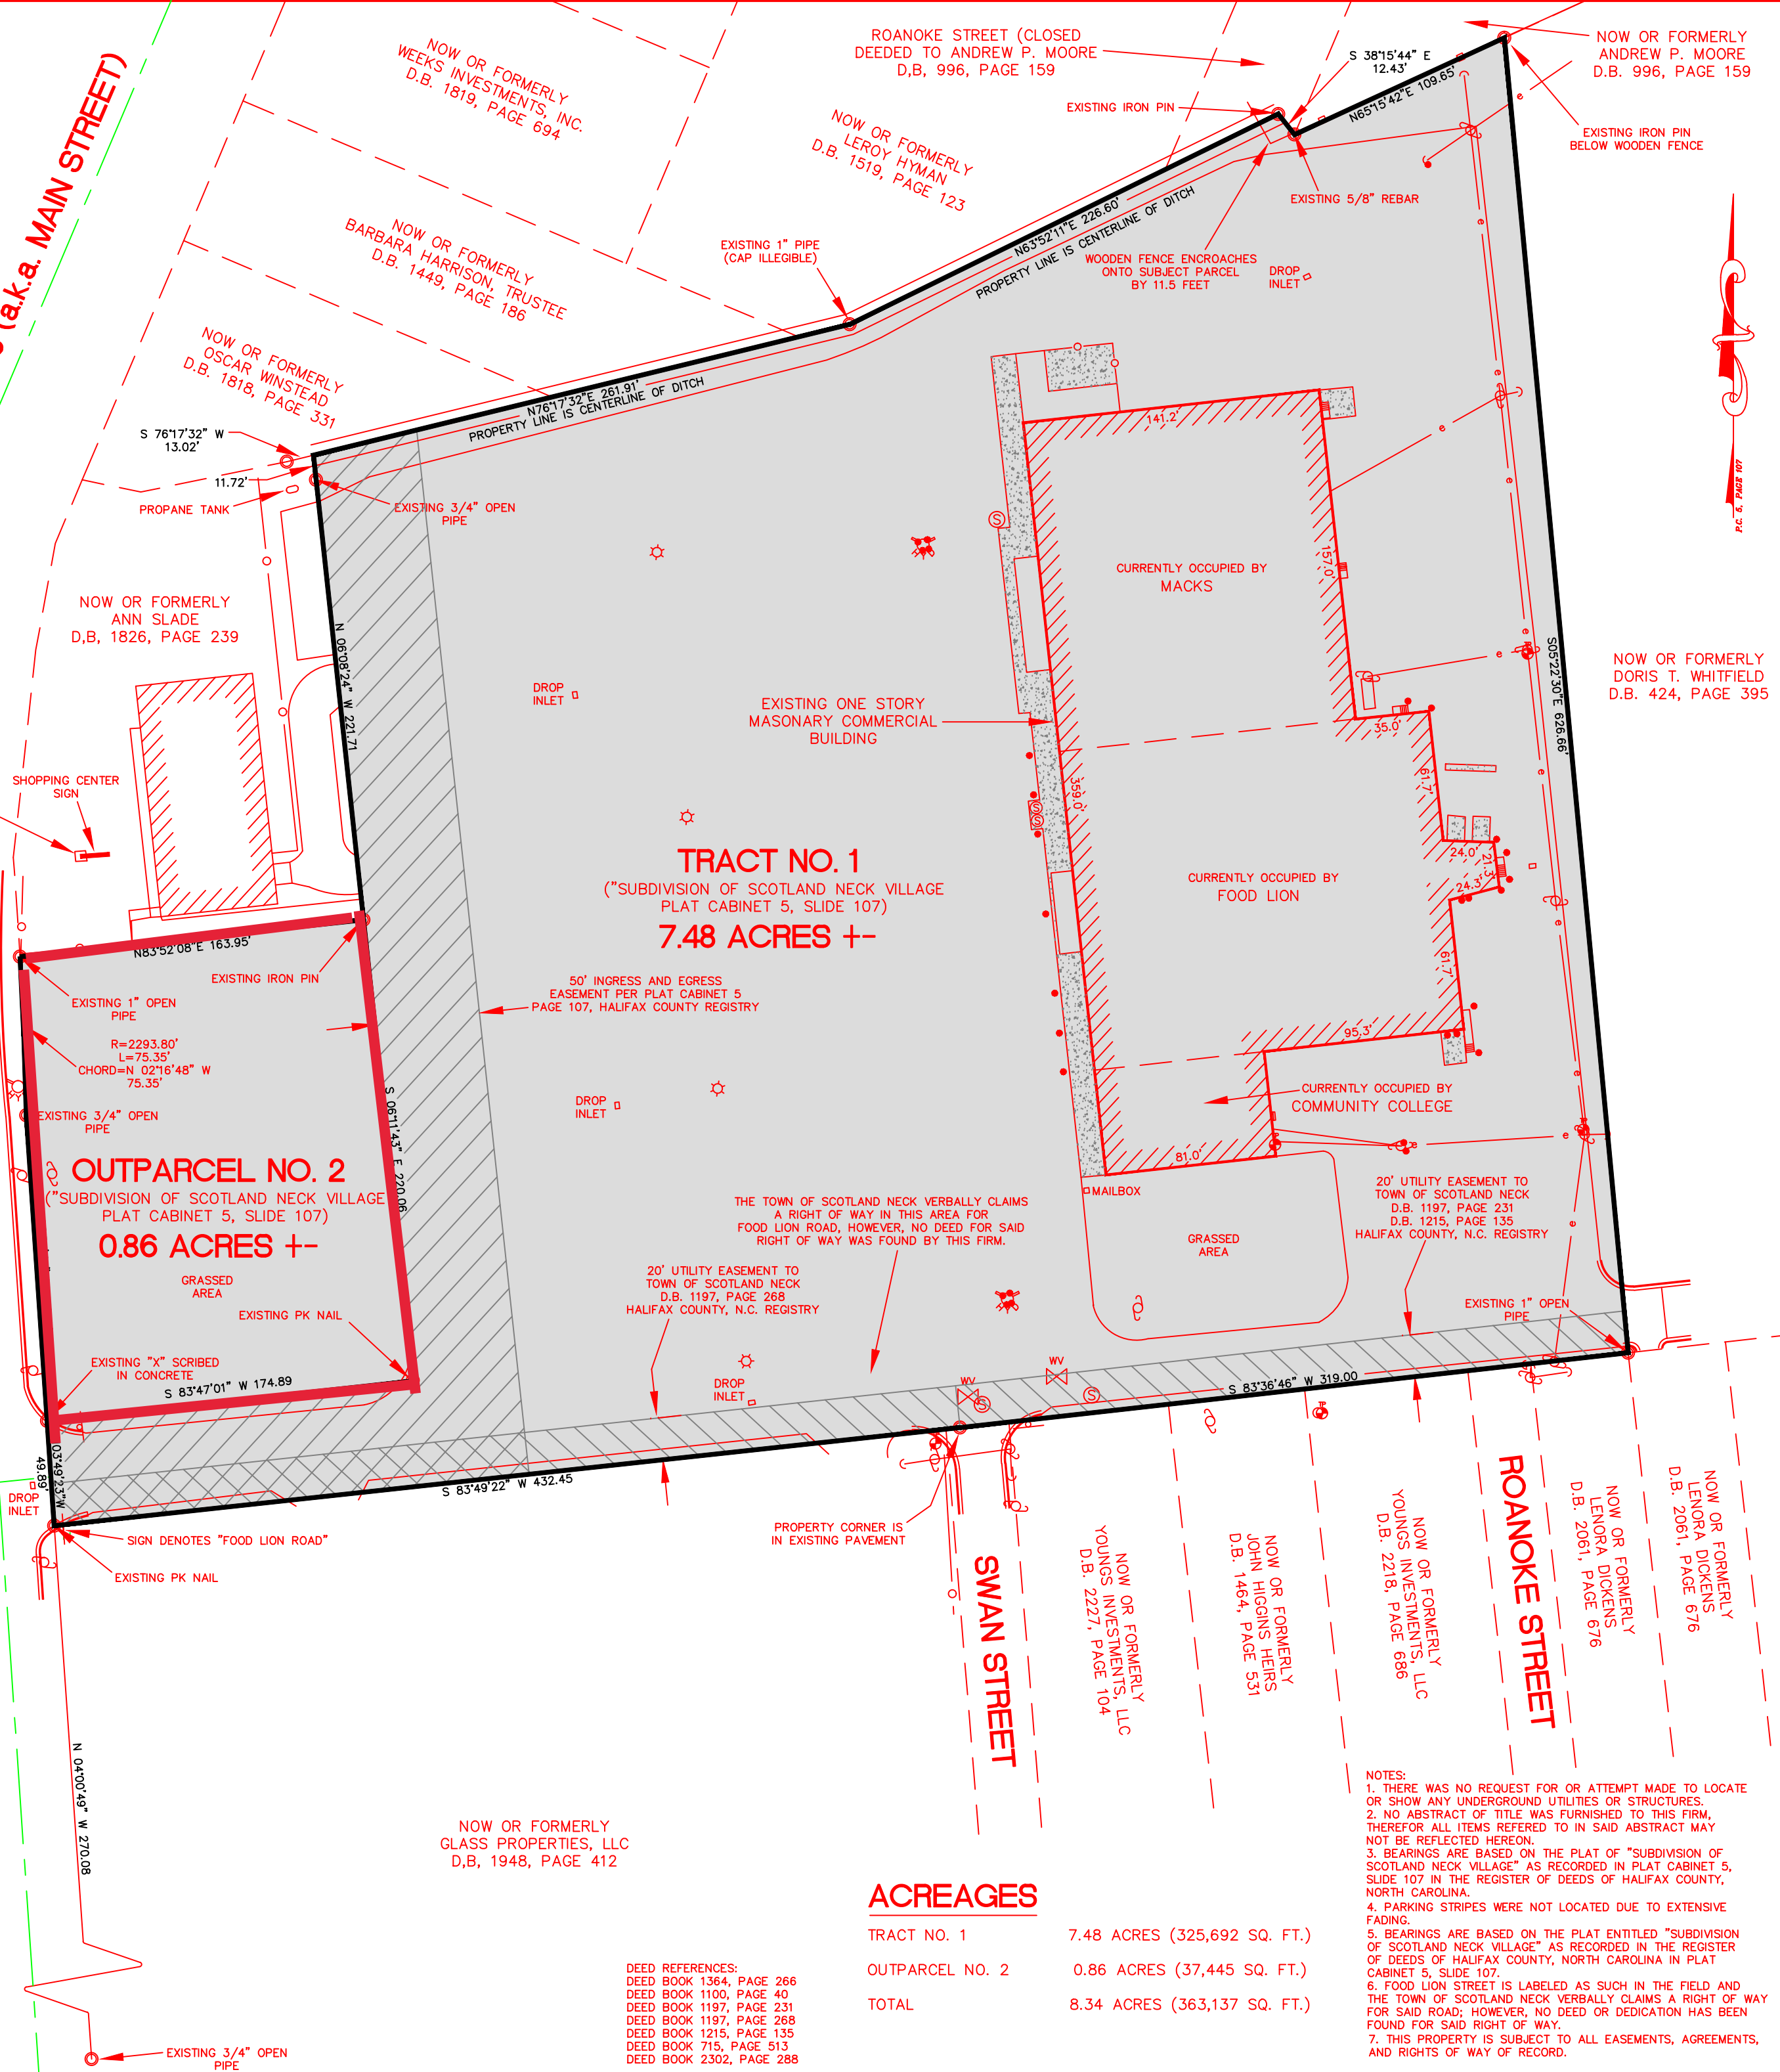 (a.k.a. MAIN STREET)
NOW OR FORMERLY
WEEKS INVESTMENTS, INC.
D.B. 1819, PAGE 694
ROANOKE STREET (CLOSED
DEEDED TO ANDREW P. MOORE
D,B, 996, PAGE 159
S 38°15'44" E
12.43'
NOW OR FORMERLY
ANDREW P. MOORE
D.B. 996, PAGE 159
EXISTING IRON PIN
N65°15'42"E 109.65'
EXISTING IRON PIN
BELOW WOODEN FENCE
NOW OR FORMERLY
LEROY HYMAN
D.B. 1519, PAGE 123
EXISTING 5/8" REBAR
NOW OR FORMERLY
BARBARA HARRISON, TRUSTEE
D.B. 1449, PAGE 186
EXISTING 1" PIPE
(CAP ILLEGIBLE)
N63°52'11"E 226.60'
PROPERTY LINE IS CENTERLINE OF DITCH
WOODEN FENCE ENCROACHES
ONTO SUBJECT PARCEL
BY 11.5 FEET
DROP
INLET
NOW OR FORMERLY
OSCAR WINSTEAD
D.B. 1818, PAGE 331
N76°17'32"E 261.91'
PROPERTY LINE IS CENTERLINE OF DITCH
P.C. 5, PAGE 107
S 76°17'32" W
13.02'
11.72'
PROPANE TANK
EXISTING 3/4" OPEN
PIPE
141.2'
157.0'
CURRENTLY OCCUPIED BY
MACKS
NOW OR FORMERLY
ANN SLADE
D,B, 1826, PAGE 239
N 06°08'24" W 221.71
DROP
INLET
EXISTING ONE STORY
MASONARY COMMERCIAL
BUILDING
35.0'
61.7'
S05°22'30"E 626.66'
NOW OR FORMERLY
DORIS T. WHITFIELD
D.B. 424, PAGE 395
SHOPPING CENTER
SIGN
359.0'
TRACT NO. 1
("SUBDIVISION OF SCOTLAND NECK VILLAGE
PLAT CABINET 5, SLIDE 107)
7.48 ACRES +-
CURRENTLY OCCUPIED BY
FOOD LION
24.0'
21.3'
24.3'
61.7'
95.3'
N83°52'08"E 163.95'
EXISTING IRON PIN
50' INGRESS AND EGRESS
EASEMENT PER PLAT CABINET 5
PAGE 107, HALIFAX COUNTY REGISTRY
EXISTING 1" OPEN
PIPE
R=2293.80'
L=75.35'
CHORD=N 02°16'48" W
75.35'
EXISTING 3/4" OPEN
PIPE
S 06°11'43" E 220.06
DROP
INLET
CURRENTLY OCCUPIED BY
COMMUNITY COLLEGE
81.0'
MAILBOX
OUTPARCEL NO. 2
("SUBDIVISION OF SCOTLAND NECK VILLAGE
PLAT CABINET 5, SLIDE 107)
0.86 ACRES +-
GRASSED
AREA
THE TOWN OF SCOTLAND NECK VERBALLY CLAIMS
A RIGHT OF WAY IN THIS AREA FOR
FOOD LION ROAD, HOWEVER, NO DEED FOR SAID
RIGHT OF WAY WAS FOUND BY THIS FIRM.
GRASSED
AREA
20' UTILITY EASEMENT TO
TOWN OF SCOTLAND NECK
D.B. 1197, PAGE 231
D.B. 1215, PAGE 135
HALIFAX COUNTY, N.C. REGISTRY
20' UTILITY EASEMENT TO
TOWN OF SCOTLAND NECK
D.B. 1197, PAGE 268
HALIFAX COUNTY, N.C. REGISTRY
EXISTING PK NAIL
EXISTING 1" OPEN
PIPE
EXISTING "X" SCRIBED
IN CONCRETE
S 83°47'01" W 174.89
DROP
INLET
WV
WV
S 83°36'46" W 319.00
03°49'23"W
49.89'
DROP
INLET
S 83°49'22" W 432.45
SIGN DENOTES "FOOD LION ROAD"
EXISTING PK NAIL
PROPERTY CORNER IS
IN EXISTING PAVEMENT
SWAN STREET
NOW OR FORMERLY
YOUNGS INVESTMENTS, LLC
D.B. 2227, PAGE 104
NOW OR FORMERLY
JOHN HIGGINS HEIRS
D.B. 1464, PAGE 531
NOW OR FORMERLY
YOUNGS INVESTMENTS, LLC
D.B. 2218, PAGE 686
ROANOKE STREET
NOW OR FORMERLY
LENORA DICKENS
D.B. 2061, PAGE 676
NOW OR FORMERLY
LENORA DICKENS
D.B. 2061, PAGE 676
N 04°00'49" W 270.08
NOW OR FORMERLY
GLASS PROPERTIES, LLC
D,B, 1948, PAGE 412
EXISTING 3/4" OPEN
PIPE
DEED REFERENCES:
DEED BOOK 1364, PAGE 266
DEED BOOK 1100, PAGE 40
DEED BOOK 1197, PAGE 231
DEED BOOK 1197, PAGE 268
DEED BOOK 1215, PAGE 135
DEED BOOK 715, PAGE 513
DEED BOOK 2302, PAGE 288
ACREAGES
TRACT NO. 1 7.48 ACRES (325,692 SQ. FT.)
OUTPARCEL NO. 2 0.86 ACRES (37,445 SQ. FT.)
TOTAL 8.34 ACRES (363,137 SQ. FT.)
NOTES:
1. THERE WAS NO REQUEST FOR OR ATTEMPT MADE TO LOCATE
OR SHOW ANY UNDERGROUND UTILITIES OR STRUCTURES.
2. NO ABSTRACT OF TITLE WAS FURNISHED TO THIS FIRM,
THEREFOR ALL ITEMS REFERED TO IN SAID ABSTRACT MAY
NOT BE REFLECTED HEREON.
3. BEARINGS ARE BASED ON THE PLAT OF "SUBDIVISION OF
SCOTLAND NECK VILLAGE" AS RECORDED IN PLAT CABINET 5,
SLIDE 107 IN THE REGISTER OF DEEDS OF HALIFAX COUNTY,
NORTH CAROLINA.
4. PARKING STRIPES WERE NOT LOCATED DUE TO EXTENSIVE
FADING.
5. BEARINGS ARE BASED ON THE PLAT ENTITLED "SUBDIVISION
OF SCOTLAND NECK VILLAGE" AS RECORDED IN THE REGISTER
OF DEEDS OF HALIFAX COUNTY, NORTH CAROLINA IN PLAT
CABINET 5, SLIDE 107.
6. FOOD LION STREET IS LABELED AS SUCH IN THE FIELD AND
THE TOWN OF SCOTLAND NECK VERBALLY CLAIMS A RIGHT OF WAY
FOR SAID ROAD; HOWEVER, NO DEED OR DEDICATION HAS BEEN
FOUND FOR SAID RIGHT OF WAY.
7. THIS PROPERTY IS SUBJECT TO ALL EASEMENTS, AGREEMENTS,
AND RIGHTS OF WAY OF RECORD.